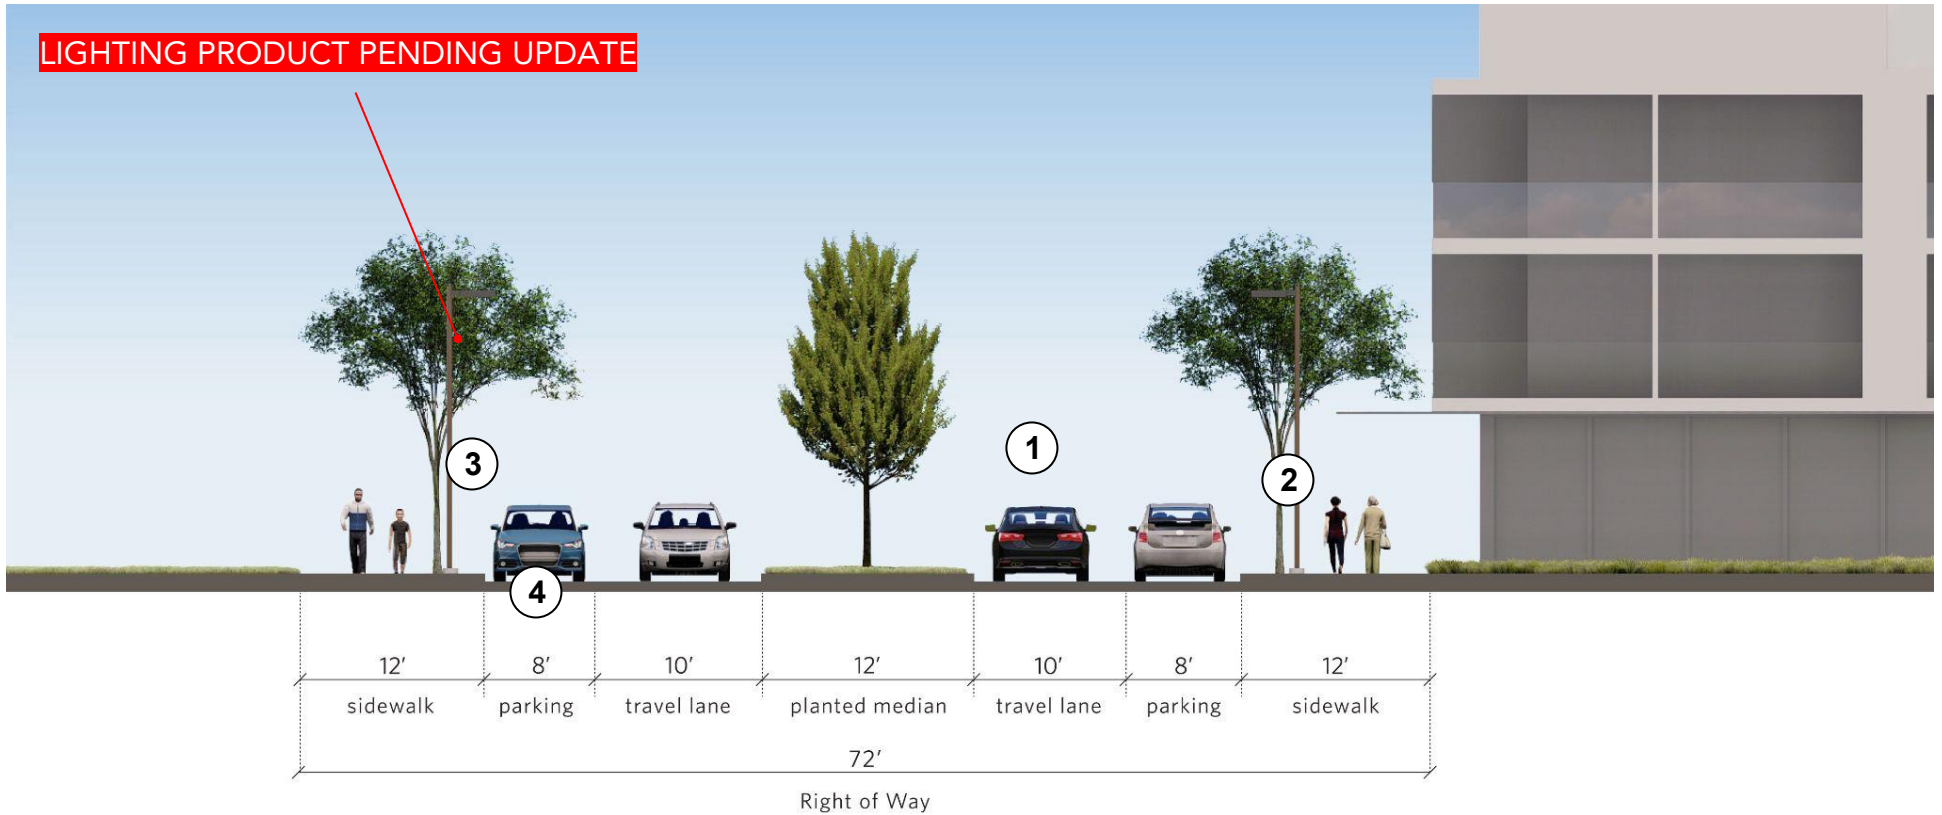 LIGHTING PRODUCT PENDING UPDATE
1
3
2
4
12' 8' 10' 12' 10' 8' 12'
sidewalk parking travel lane planted median travel lane parking sidewalk
72'
Right of Way